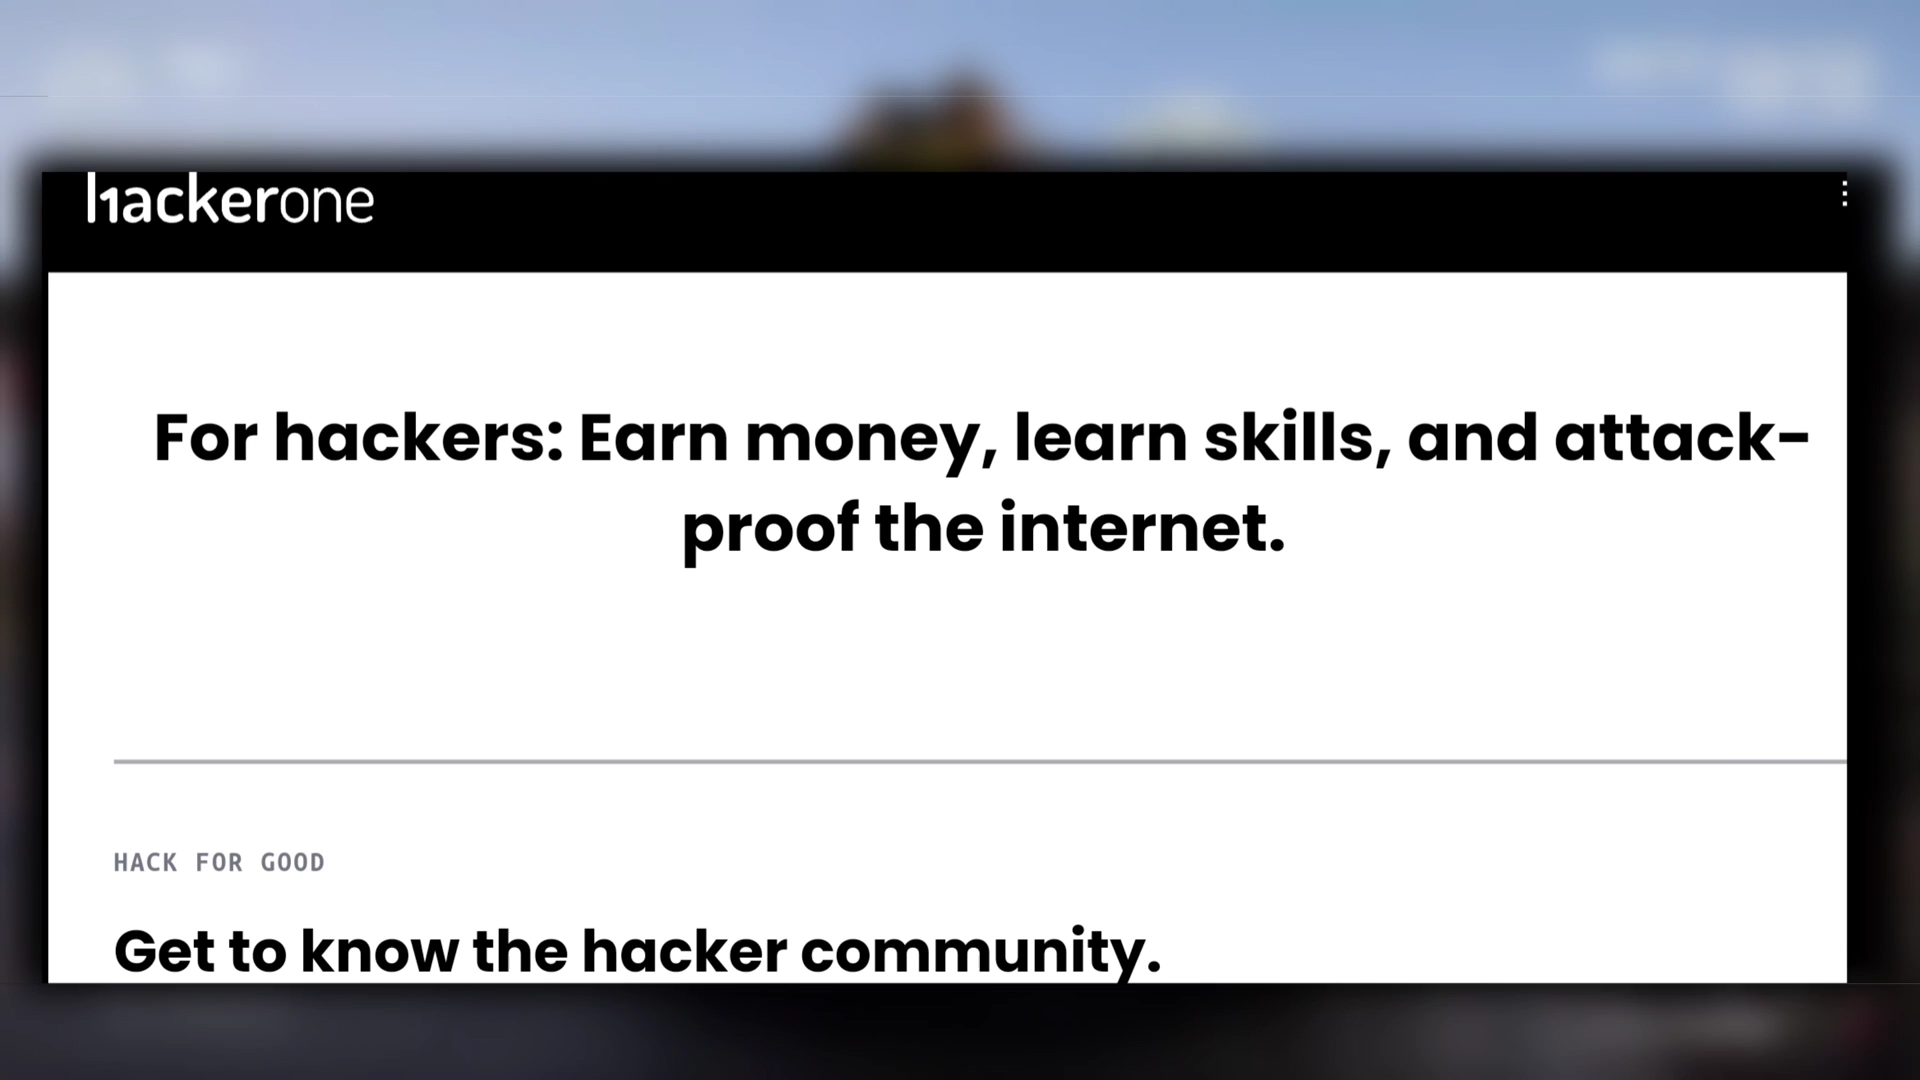 hackerone
For hackers: Earn money, learn skills, and attack-
proof the internet.
HACK FOR GOOD
Get to know the hacker community.